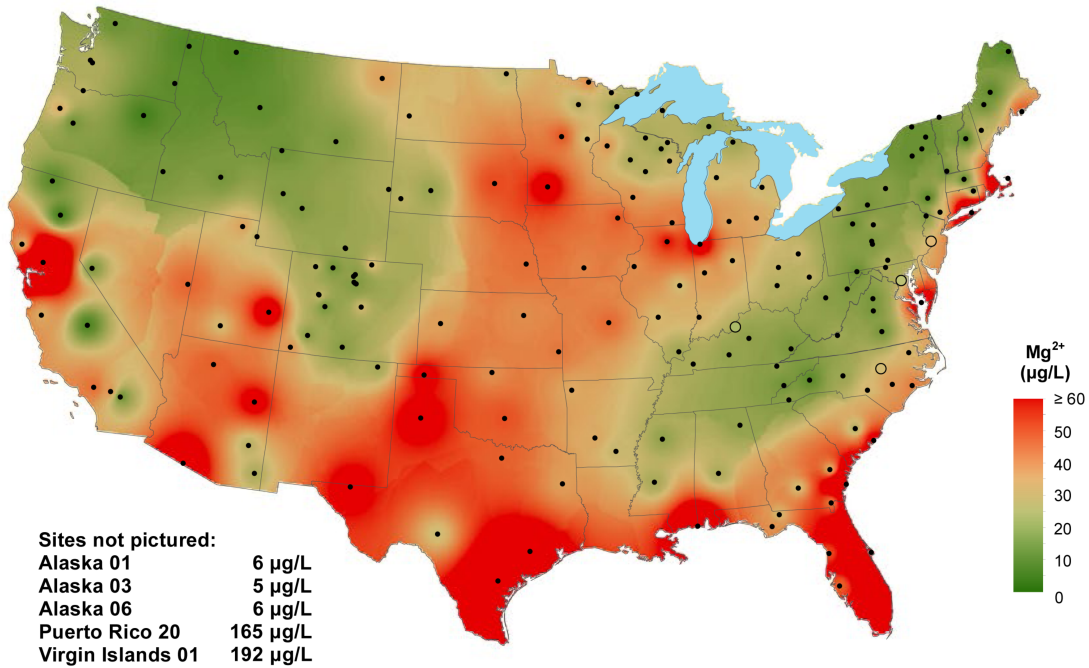 Mg2+
(µg/L)
≥ 60
50
40
30
20
10
0
Sites not pictured:
Alaska 01 6 µg/L
Alaska 03 5 µg/L
Alaska 06 6 µg/L
Puerto Rico 20 165 µg/L
Virgin Islands 01 192 µg/L